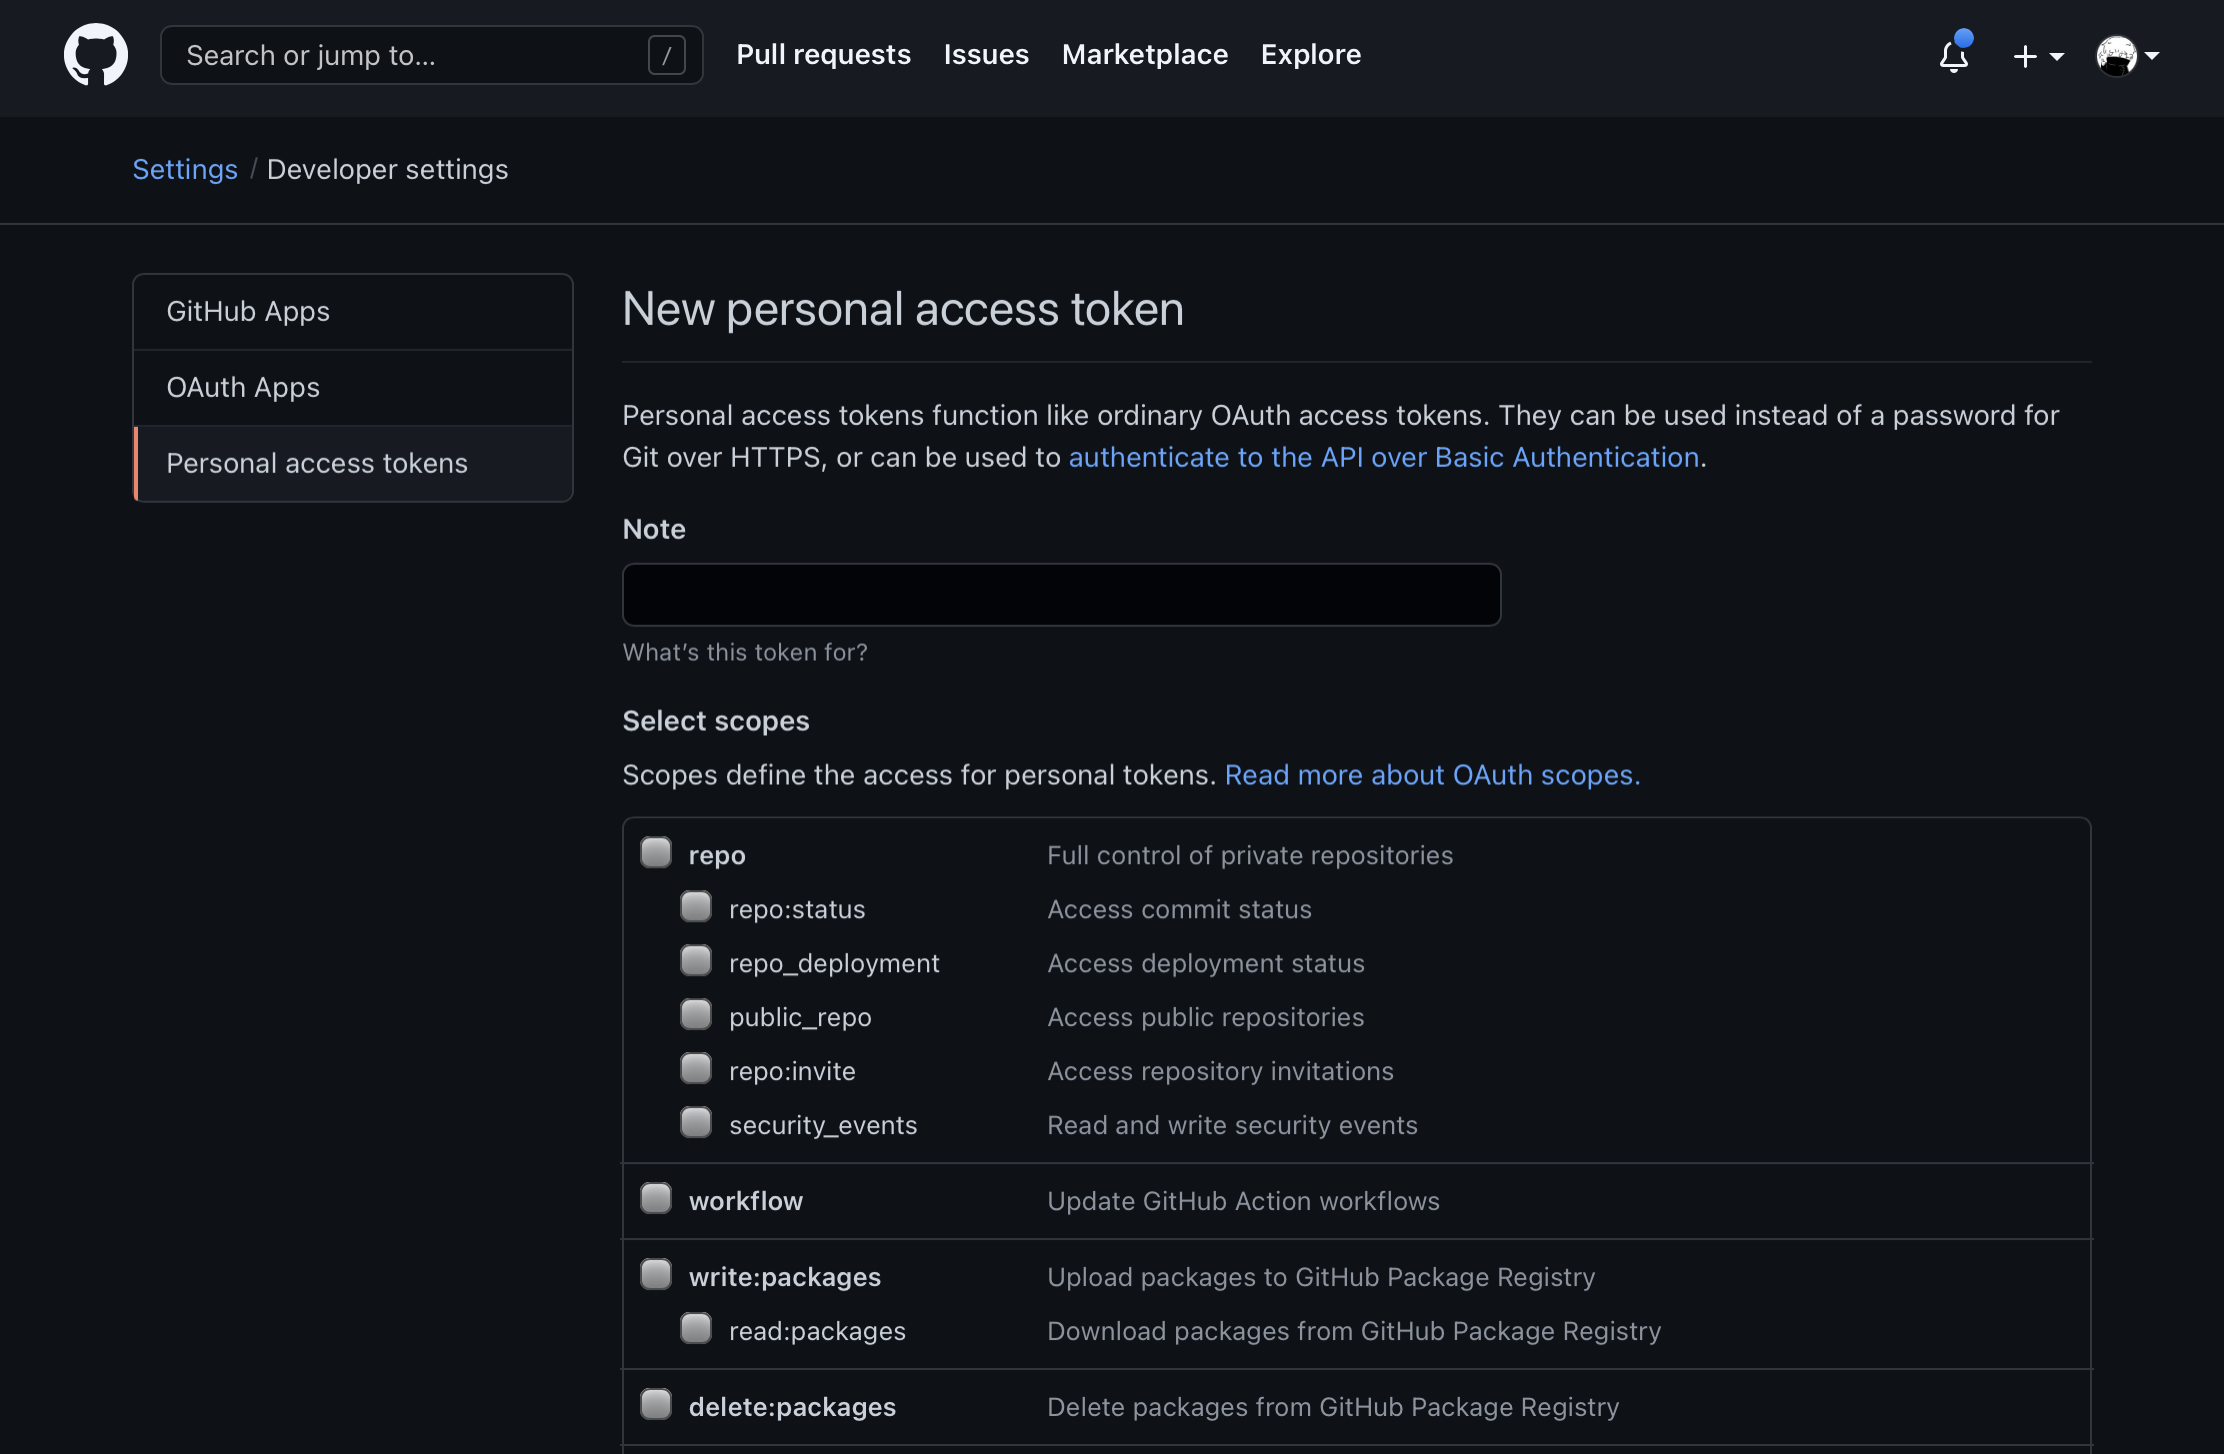 Search or jump to... /
Pull requests Issues Marketplace Explore
Settings / Developer settings
GitHub Apps
OAuth Apps
Personal access tokens
New personal access token
Personal access tokens function like ordinary OAuth access tokens. They can be used instead of a password for
Git over HTTPS, or can be used to authenticate to the API over Basic Authentication.
Note
What's this token for?
Select scopes
Scopes define the access for personal tokens. Read more about OAuth scopes.
repo Full control of private repositories
repo:status Access commit status
repo_deployment Access deployment status
public_repo Access public repositories
repo:invite Access repository invitations
security_events Read and write security events
workflow Update GitHub Action workflows
write:packages Upload packages to GitHub Package Registry
read:packages Download packages from GitHub Package Registry
delete:packages Delete packages from GitHub Package Registry